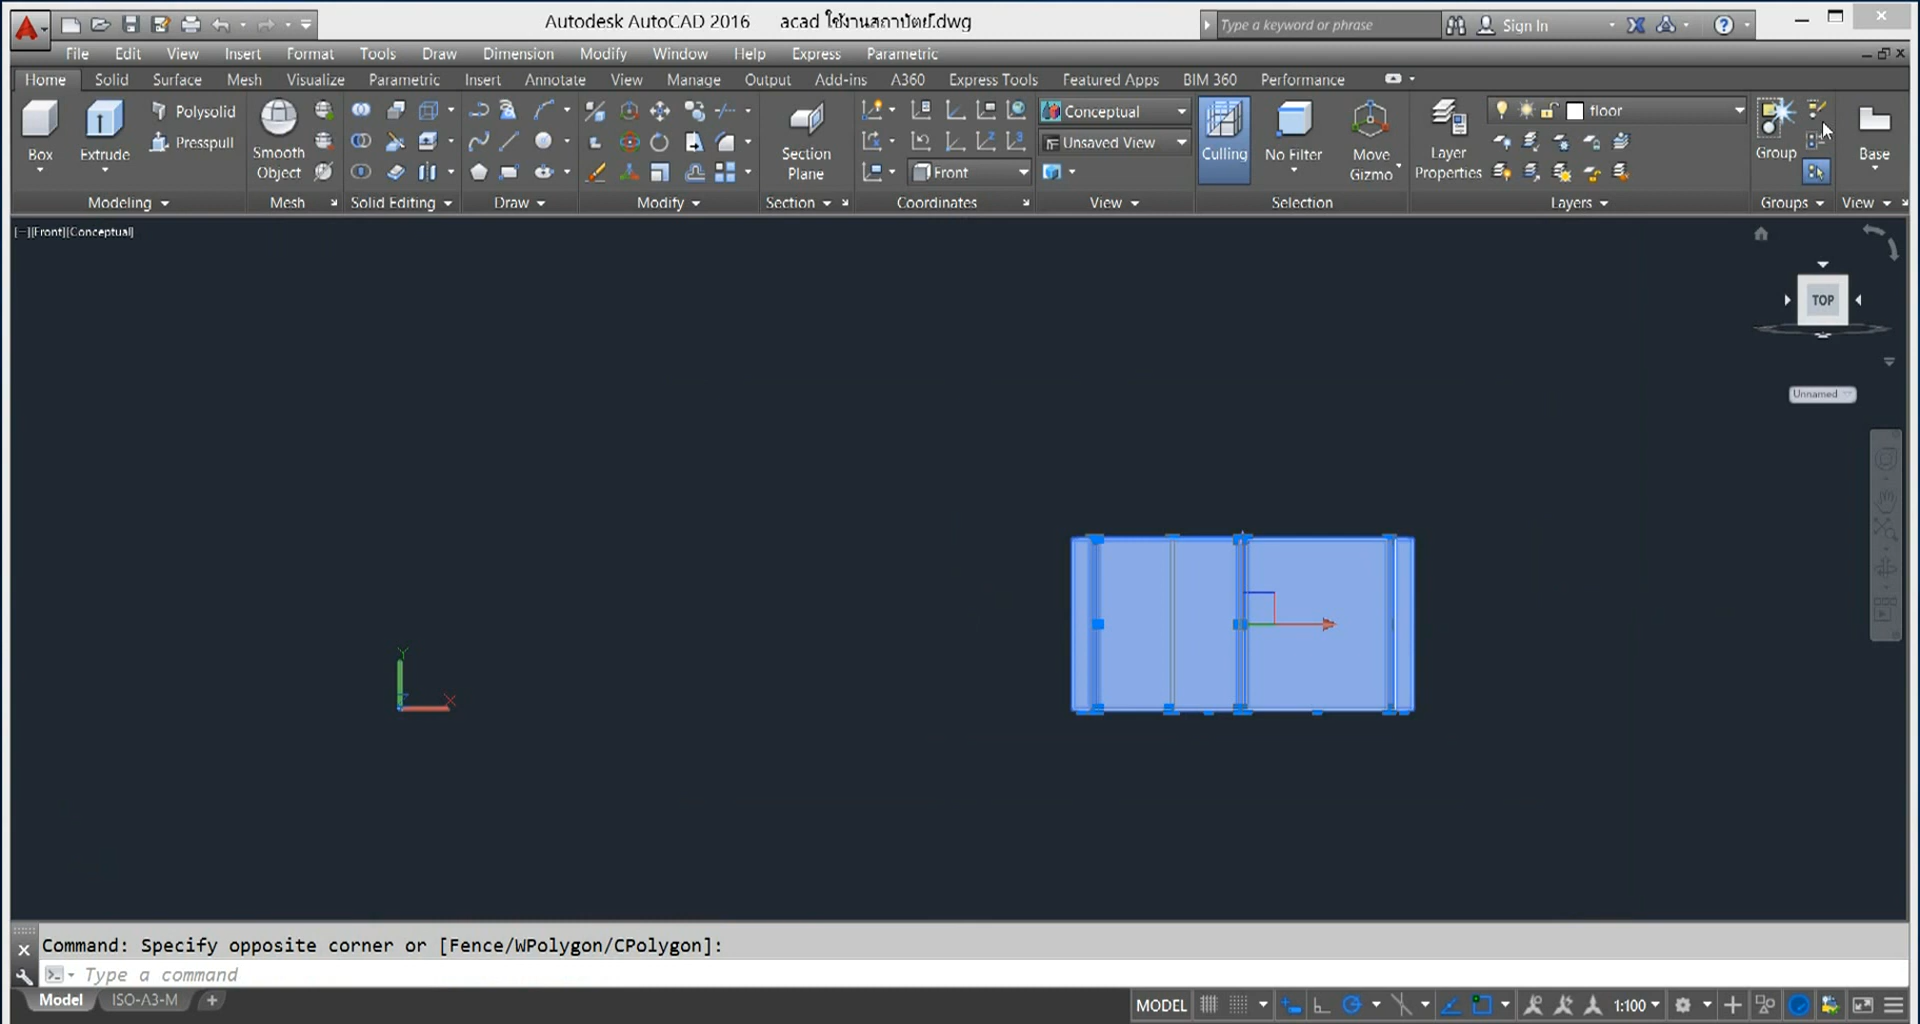 Autodesk AutoCAD 2016 acad ใช้งานสถาปัตย์.dwg Type a keyword or phrase Sign In
File Edit View Insert Format Tools Draw Dimension Modify Window Help Express Parametric
Home Solid Surface Mesh Visualize Parametric Insert Annotate View Manage Output Add-ins A360 Express Tools Featured Apps BIM 360 Performance
Box
Extrude
Polysolid
Presspull
Smooth
Object
Section
Plane
Front
Conceptual
Unsaved View
Culling
No Filter
Move
Gizmo
Layer
Properties
floor
Group
Base
Modeling Mesh Solid Editing Draw Modify Section Coordinates View Selection Layers Groups View
[−][Front][Conceptual]
TOP
Unnamed
Y
X
Command: Specify opposite corner or [Fence/WPolygon/CPolygon]:
Type a command
Model ISO-A3-M +
MODEL 1:100